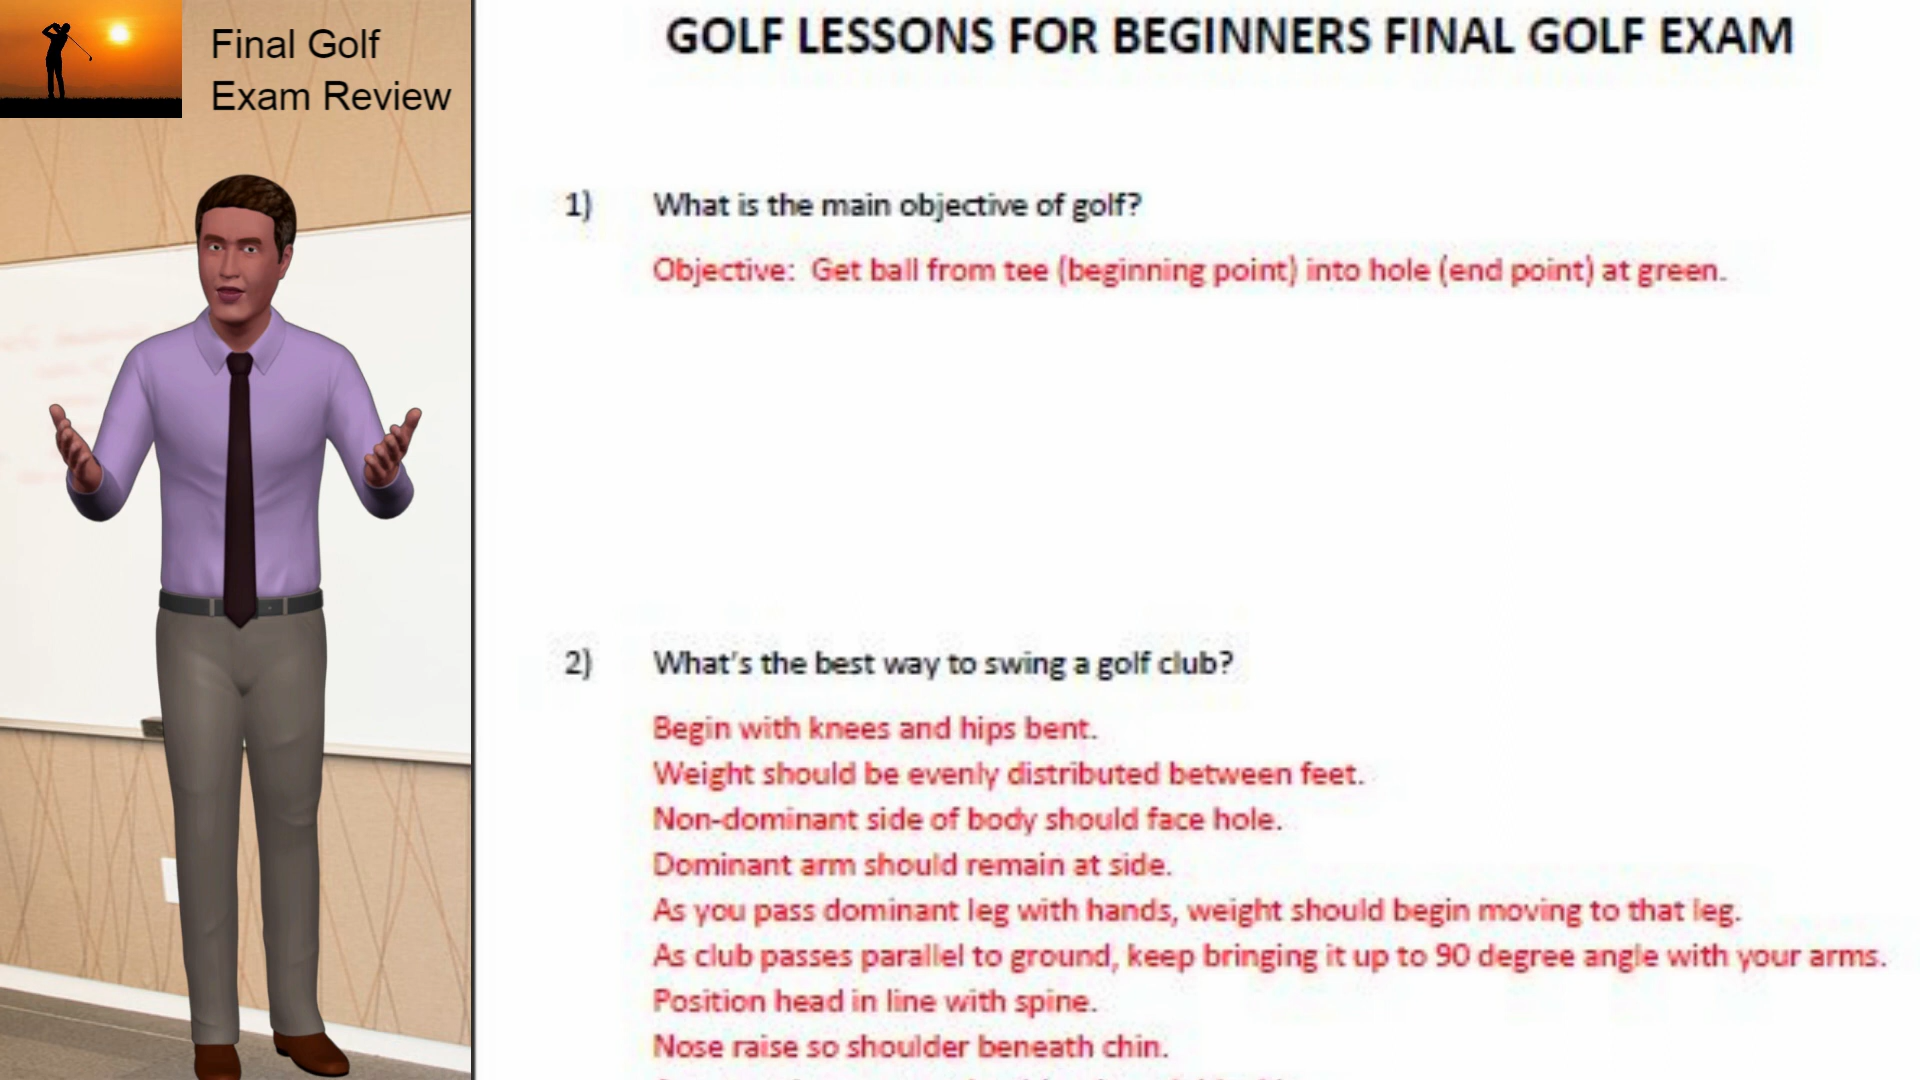 Final Golf
Exam Review
GOLF LESSONS FOR BEGINNERS FINAL GOLF EXAM
1) What is the main objective of golf?
Objective: Get ball from tee (beginning point) into hole (end point) at green.
2) What's the best way to swing a golf club?
Begin with knees and hips bent.
Weight should be evenly distributed between feet.
Non-dominant side of body should face hole.
Dominant arm should remain at side.
As you pass dominant leg with hands, weight should begin moving to that leg.
As club passes parallel to ground, keep bringing it up to 90 degree angle with your arms.
Position head in line with spine.
Nose raise so shoulder beneath chin.